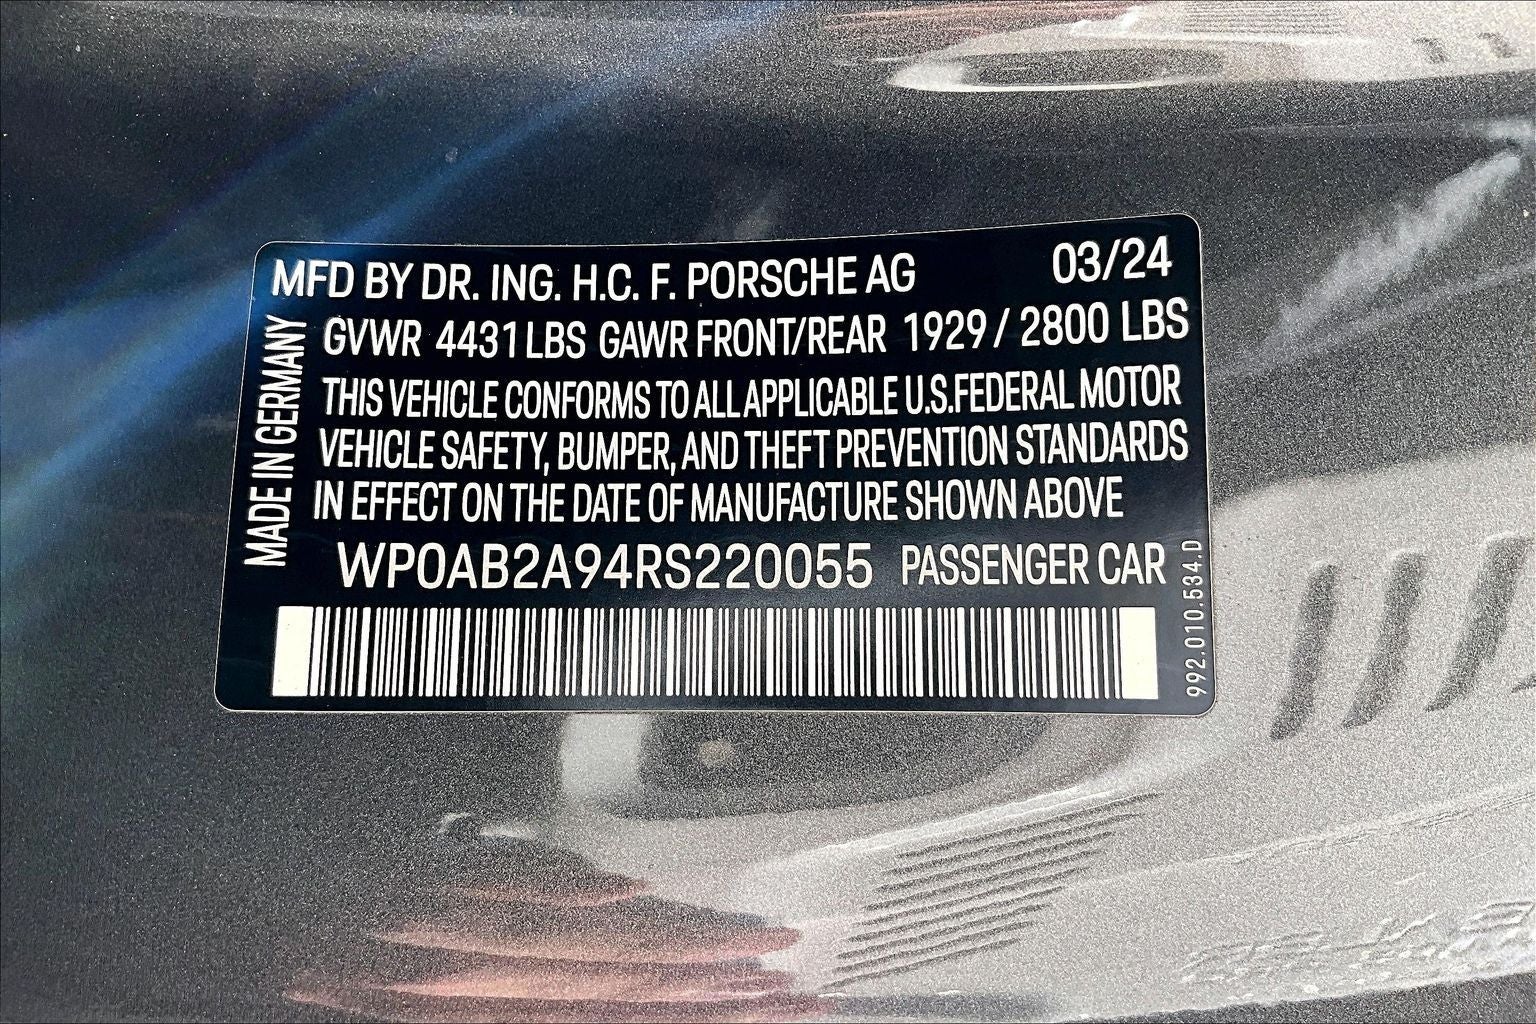 MFD BY DR. ING. H.C. F. PORSCHE AG 03/24
GVWR 4431 LBS GAWR FRONT/REAR 1929 / 2800 LBS
THIS VEHICLE CONFORMS TO ALL APPLICABLE U.S.FEDERAL MOTOR
VEHICLE SAFETY, BUMPER, AND THEFT PREVENTION STANDARDS
IN EFFECT ON THE DATE OF MANUFACTURE SHOWN ABOVE
WP0AB2A94RS220055 PASSENGER CAR
MADE IN GERMANY
992.010.534.D